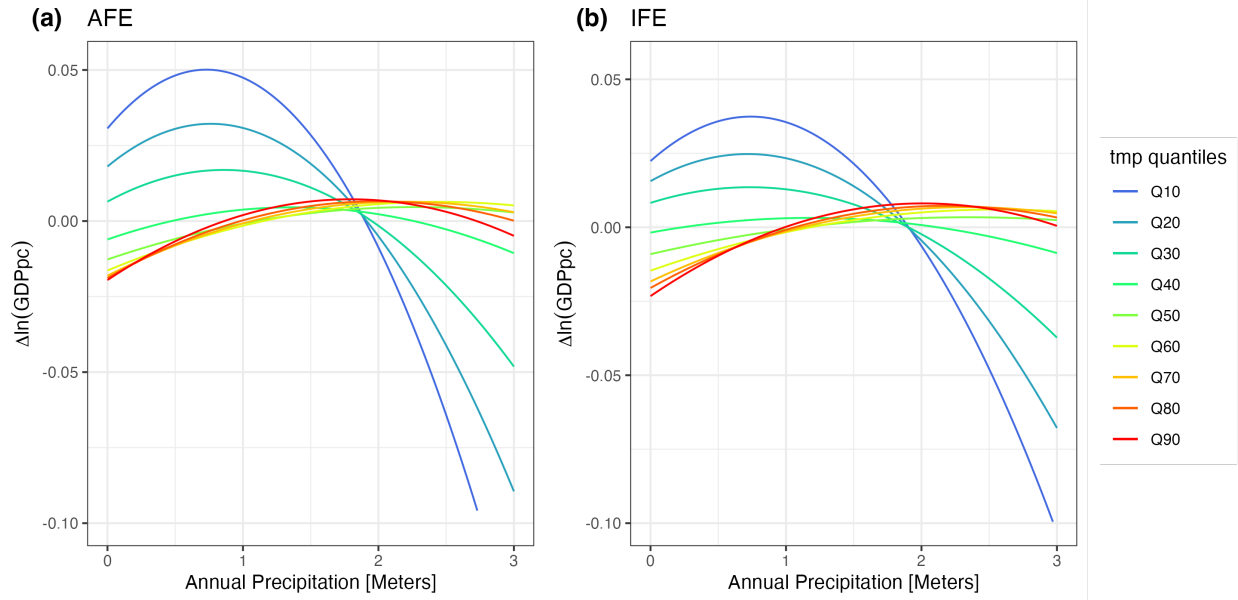 (a) AFE
0.05
0.00
-0.05
-0.10
Δln(GDPpc)
0 1 2 3
Annual Precipitation [Meters]
(b) IFE
0.05
0.00
-0.05
-0.10
Δln(GDPpc)
0 1 2 3
Annual Precipitation [Meters]
tmp quantiles
Q10
Q20
Q30
Q40
Q50
Q60
Q70
Q80
Q90